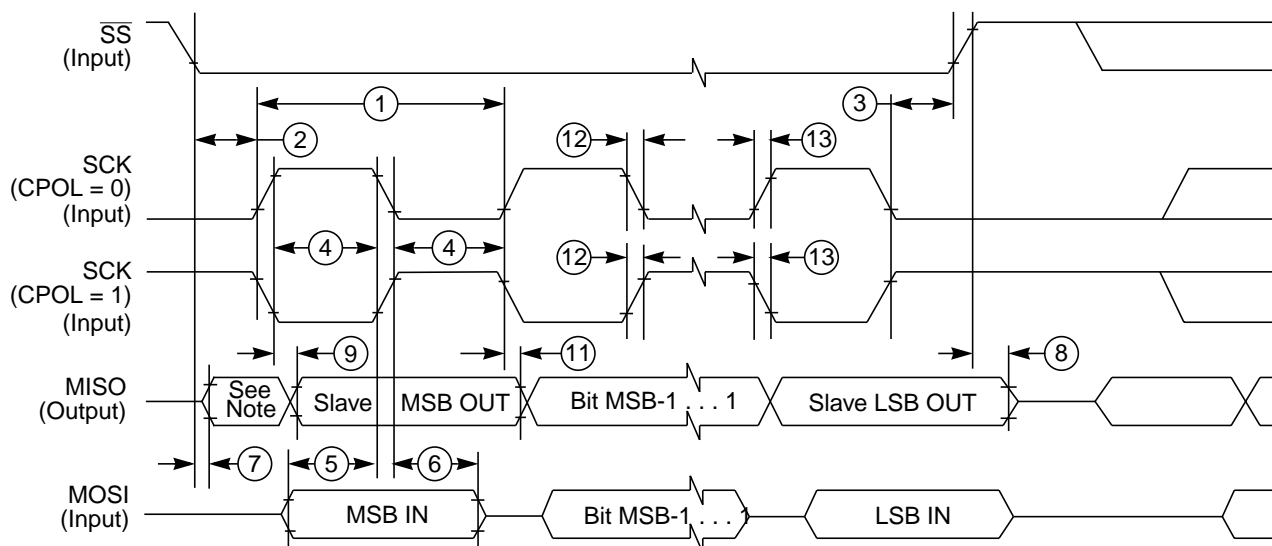 SS
(Input)
1
3
2
12
13
SCK
(CPOL = 0)
(Input)
4
4
SCK
(CPOL = 1)
(Input)
12
13
9
11
8
MISO
(Output)
See
Note
Slave
MSB OUT
Bit MSB-1 . . . 1
Slave LSB OUT
7
5
6
MOSI
(Input)
MSB IN
Bit MSB-1 . . . 1
LSB IN